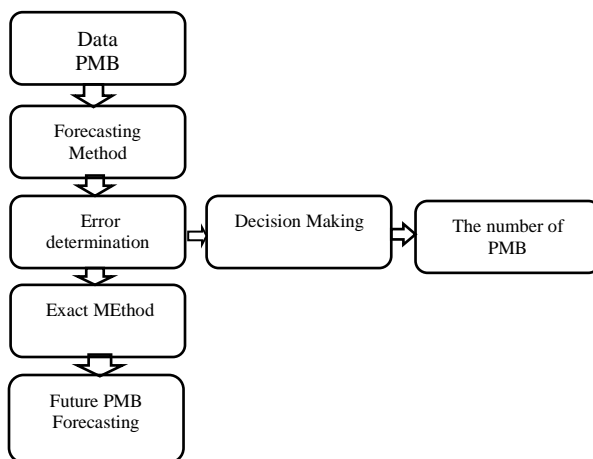 Data
PMB
Forecasting
Method
Error
determination
Decision Making
The number of
PMB
Exact MEthod
Future PMB
Forecasting